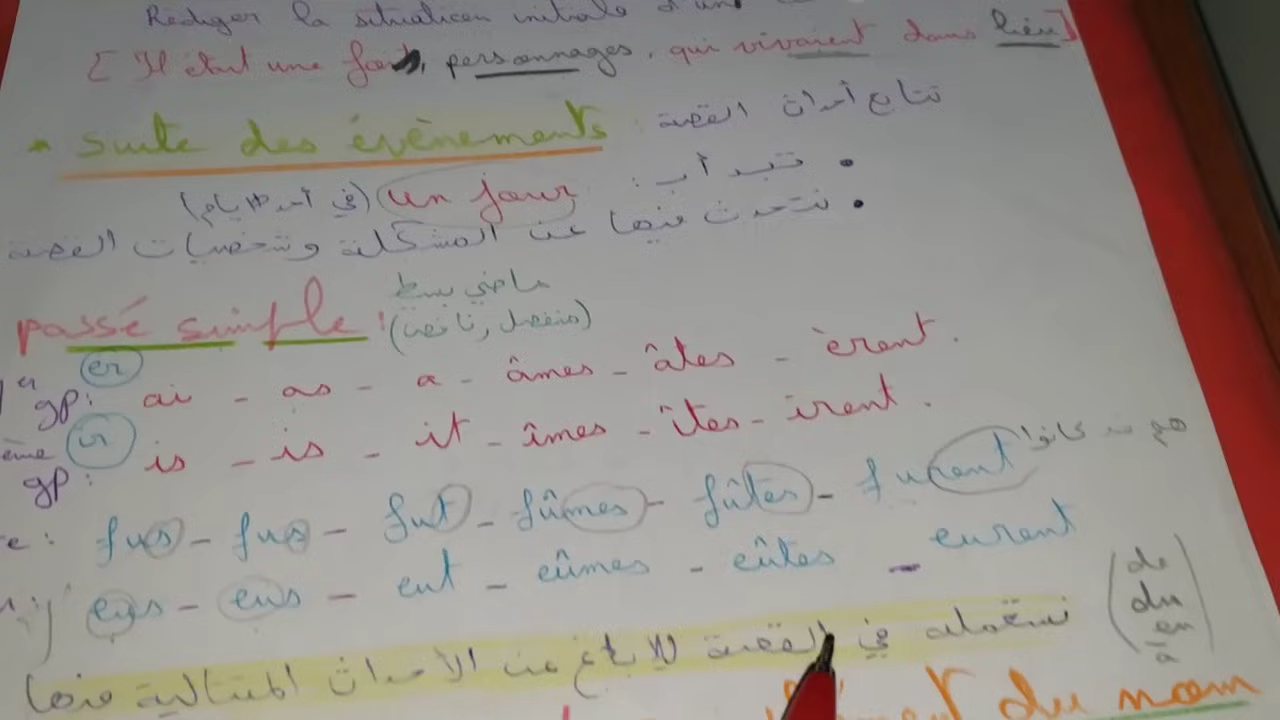 Rédiger la situation initiale d'une
[Il était une fois, personnages, qui vivaient dans lieu]
• suite des évènements : تتابع أحداث القصة
• تبدأ ب: un jour (في أحد الأيام)
• نتحدث فيها عن المشكلة وشخصيات القصة
passé simple : ماضي بسيط
(منفصل, ناقص)
1er gp: er ai - as - a - âmes - âtes - èrent.
ème gp: ir is - is - it - îmes - îtes - irent.
e: fus - fus - fut - fûmes - fûtes - furent هم كانوا
eus - eus - eut - eûmes - eûtes - eurent
نستعمله في القصة للإبلاغ عن الأحداث المتتالية فيها
(de
du
en
à)
du nom